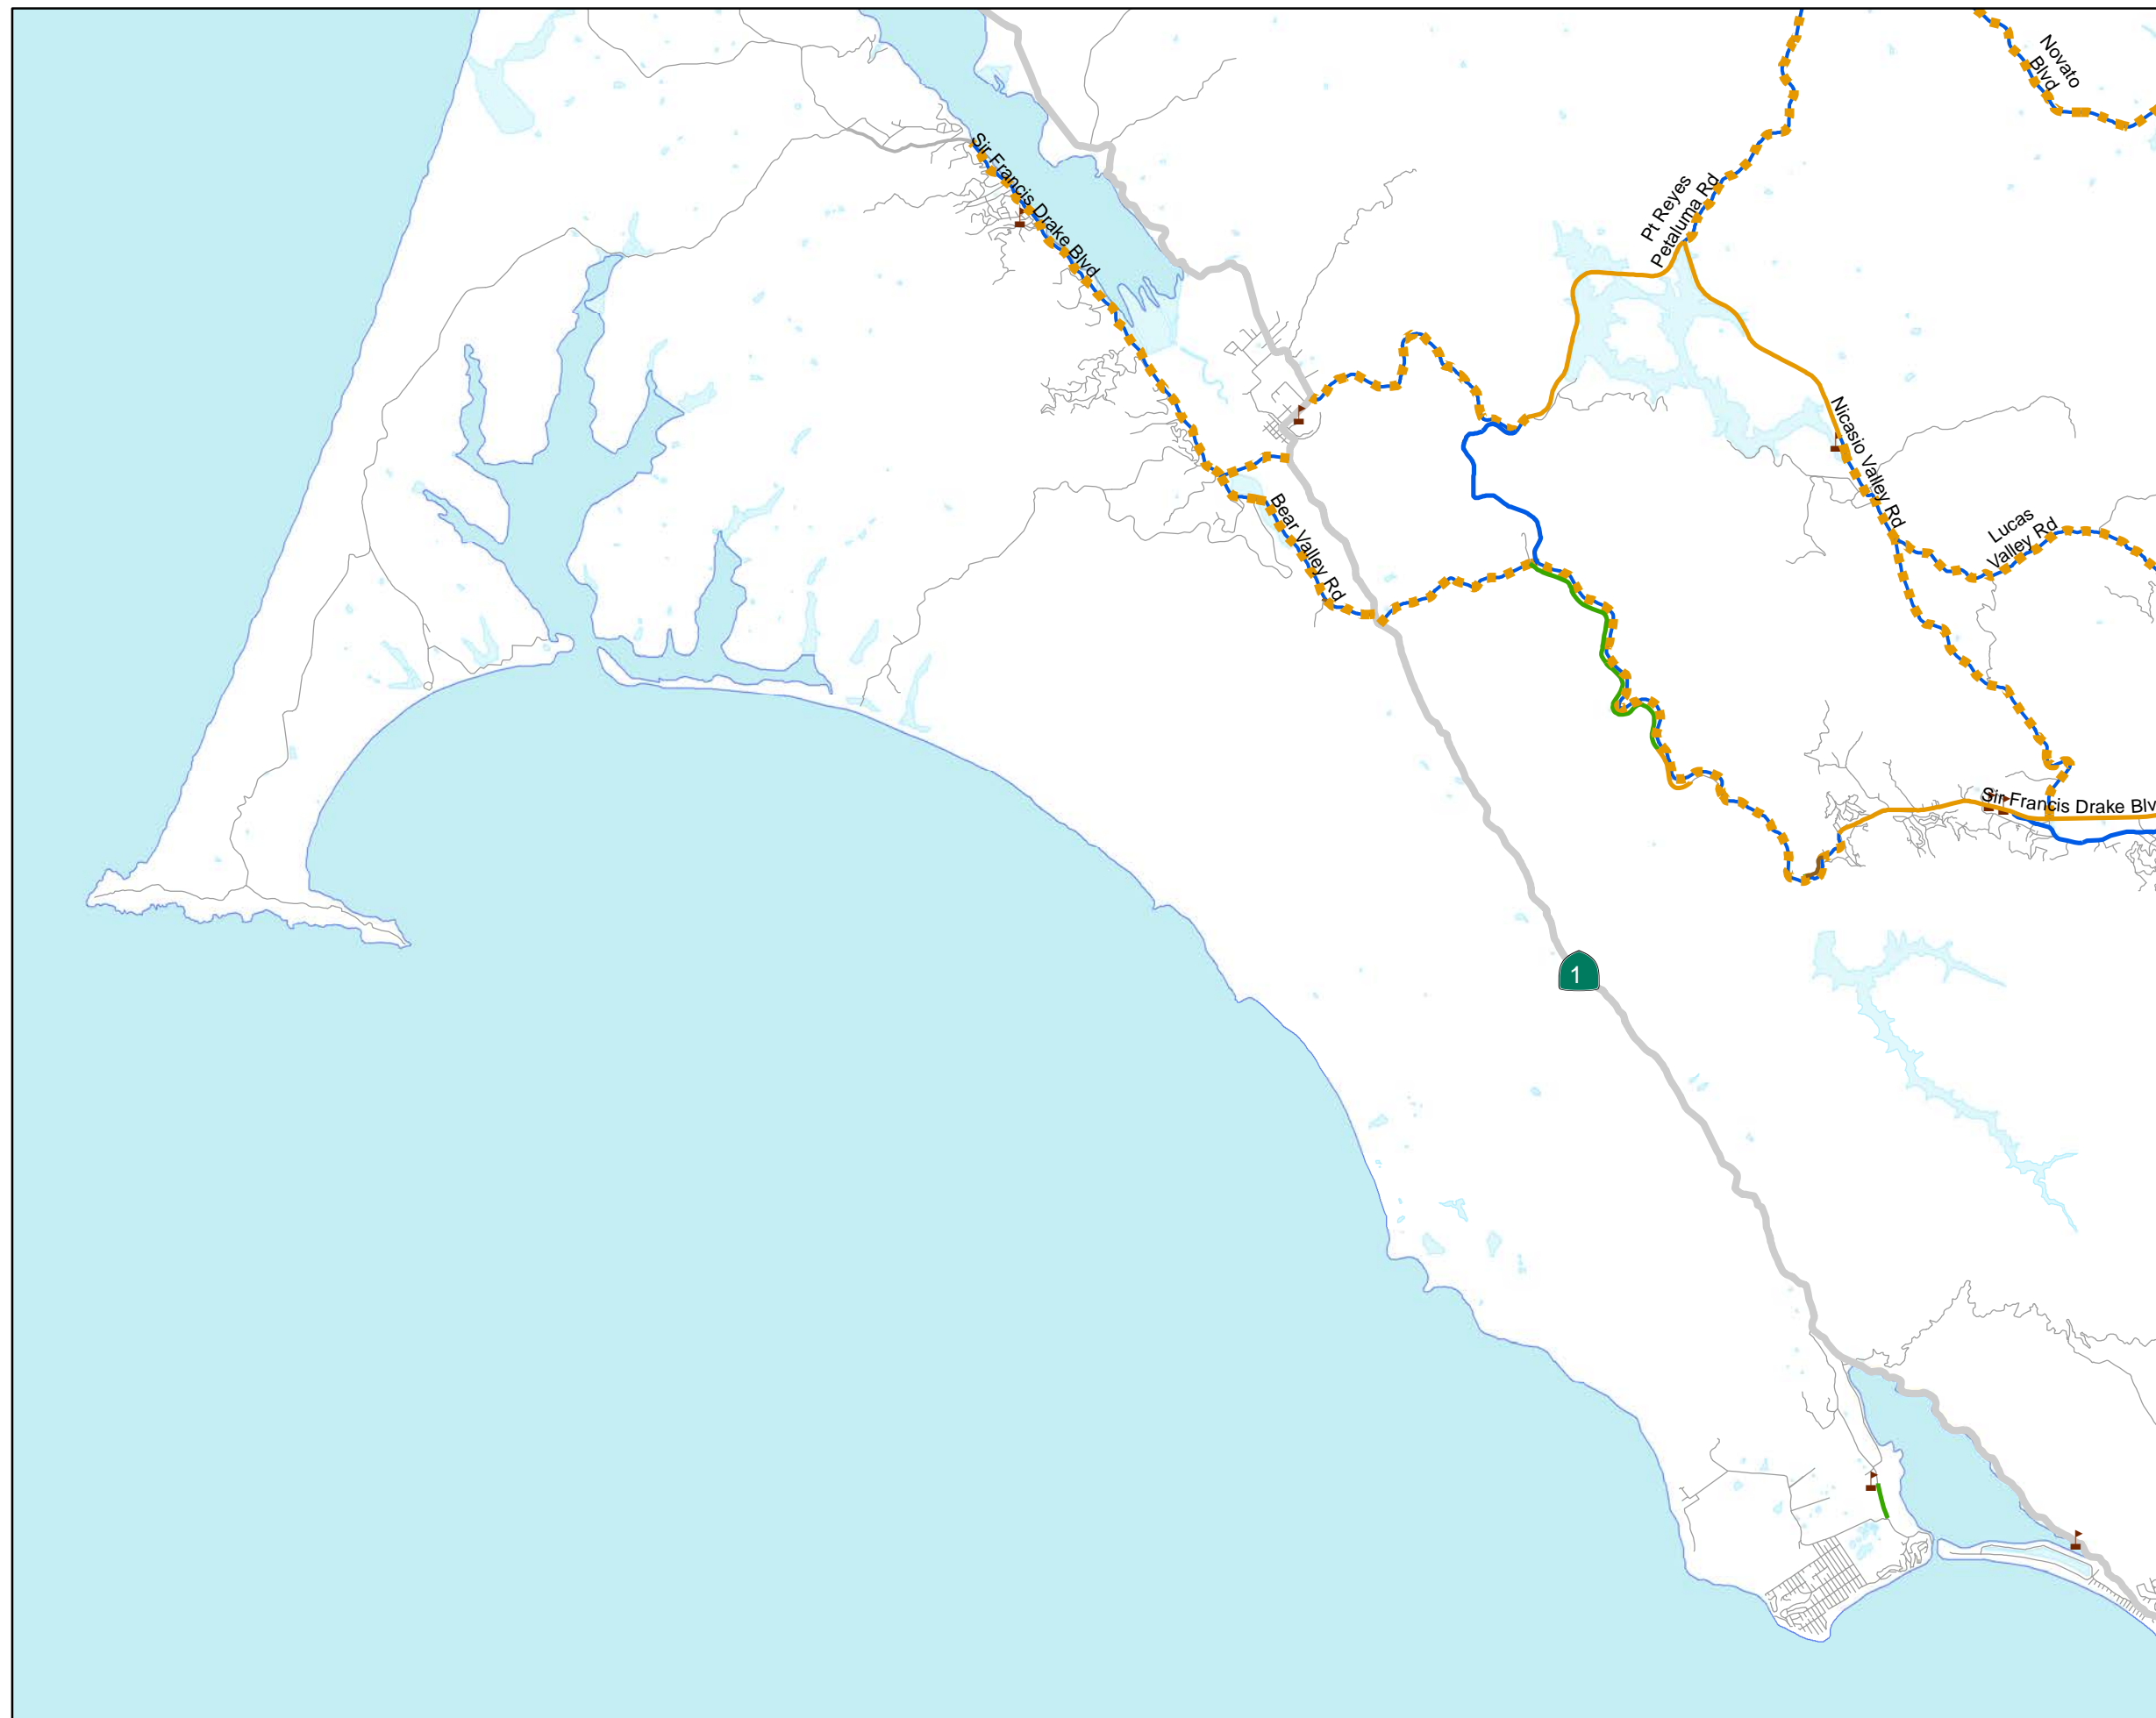 Novato
Blvd
Sir Francis Drake Blvd
Pt Reyes
Petaluma Rd
Nicasio Valley Rd
Lucas
Valley Rd
Bear Valley Rd
Sir Francis Drake Blv
1